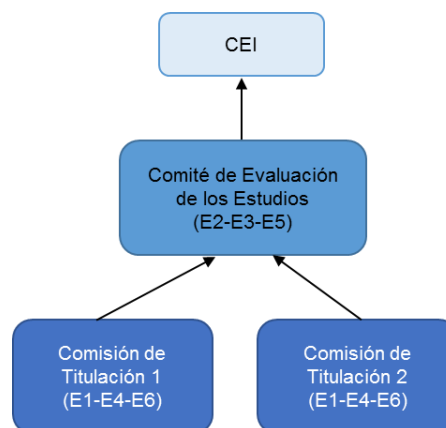 CEI
Comité de Evaluación
de los Estudios
(E2-E3-E5)
Comisión de
Titulación 1
(E1-E4-E6)
Comisión de
Titulación 2
(E1-E4-E6)